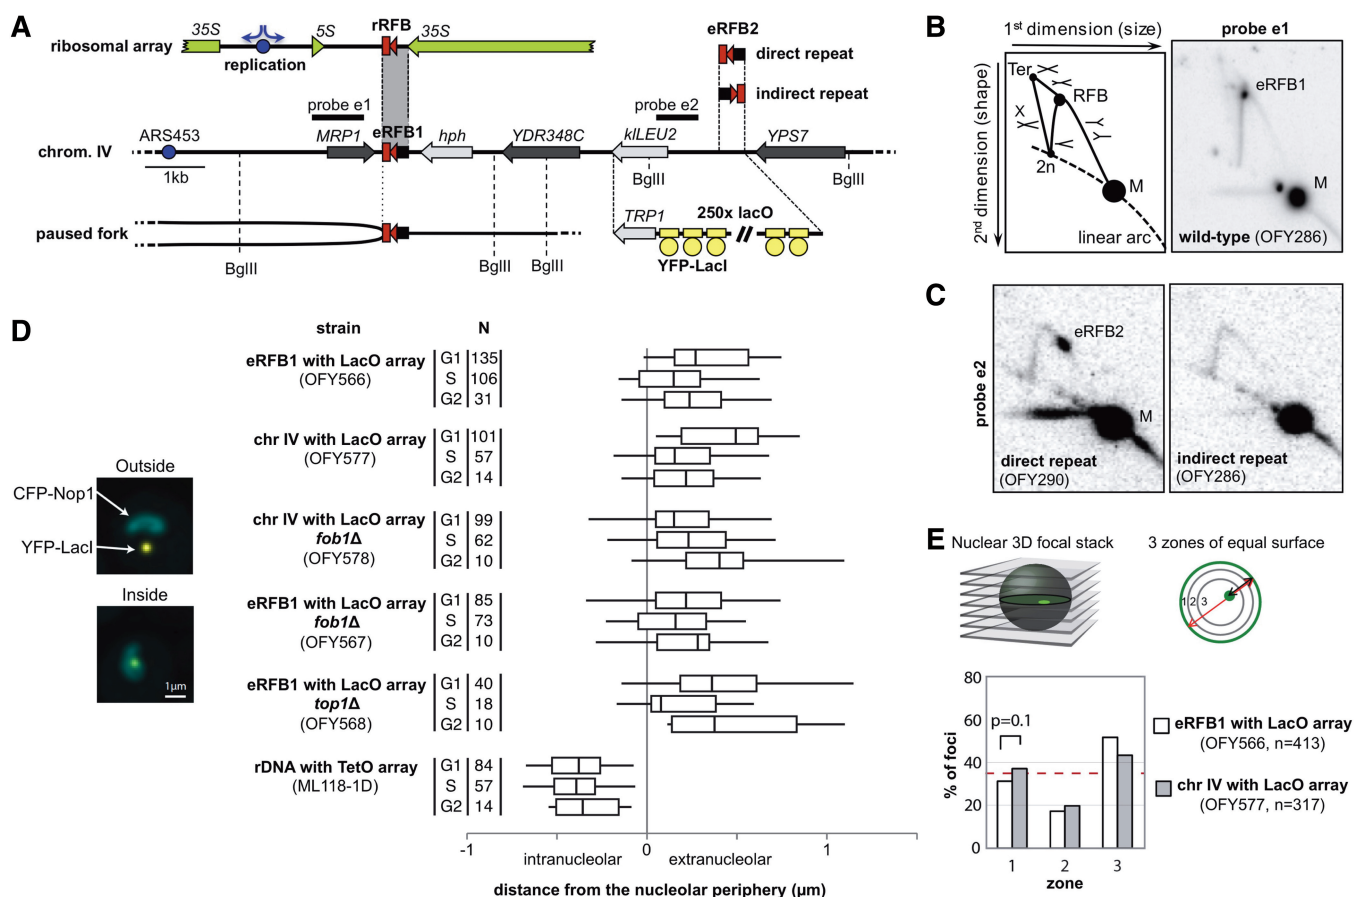 A
35S
5S
rRFB
35S
ribosomal array
replication
eRFB2
direct repeat
indirect repeat
probe e1
probe e2
ARS453
MRP1
eRFB1
hph
YDR348C
klLEU2
YPS7
chrom. IV
1kb
BglII
BglII
TRP1
250x lacO
paused fork
YFP-LacI
BglII
BglII
BglII
B
1st dimension (size)
probe e1
2nd dimension (shape)
Ter
RFB
X
2n
M
linear arc
eRFB1
M
wild-type (OFY286)
C
probe e2
eRFB2
M
direct repeat
(OFY290)
indirect repeat
(OFY286)
D
strain
N
eRFB1 with LacO array
(OFY566)
G1 135
S 106
G2 31
chr IV with LacO array
(OFY577)
G1 101
S 57
G2 14
chr IV with LacO array
fob1Δ
(OFY578)
G1 99
S 62
G2 10
eRFB1 with LacO array
fob1Δ
(OFY567)
G1 85
S 73
G2 10
eRFB1 with LacO array
top1Δ
(OFY568)
G1 40
S 18
G2 10
rDNA with TetO array
(ML118-1D)
G1 84
S 57
G2 14
Outside
CFP-Nop1
YFP-LacI
Inside
1µm
-1
0
1
intranucleolar
extranucleolar
distance from the nucleolar periphery (µm)
E
Nuclear 3D focal stack
3 zones of equal surface
1 2 3
80
60
40
20
0
% of foci
p=0.1
1
2
3
zone
eRFB1 with LacO array
(OFY566, n=413)
chr IV with LacO array
(OFY577, n=317)